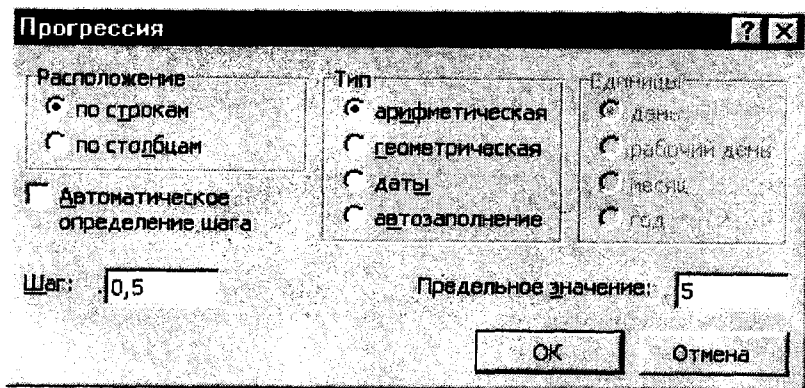 Прогрессия
Расположение
по строкам
по столбцам
Автоматическое
определение шага
Тип
арифметическая
геометрическая
даты
автозаполнение
Единицы
день
рабочий день
месяц
год
Шаг: 0,5
Предельное значение: 5
ОК
Отмена